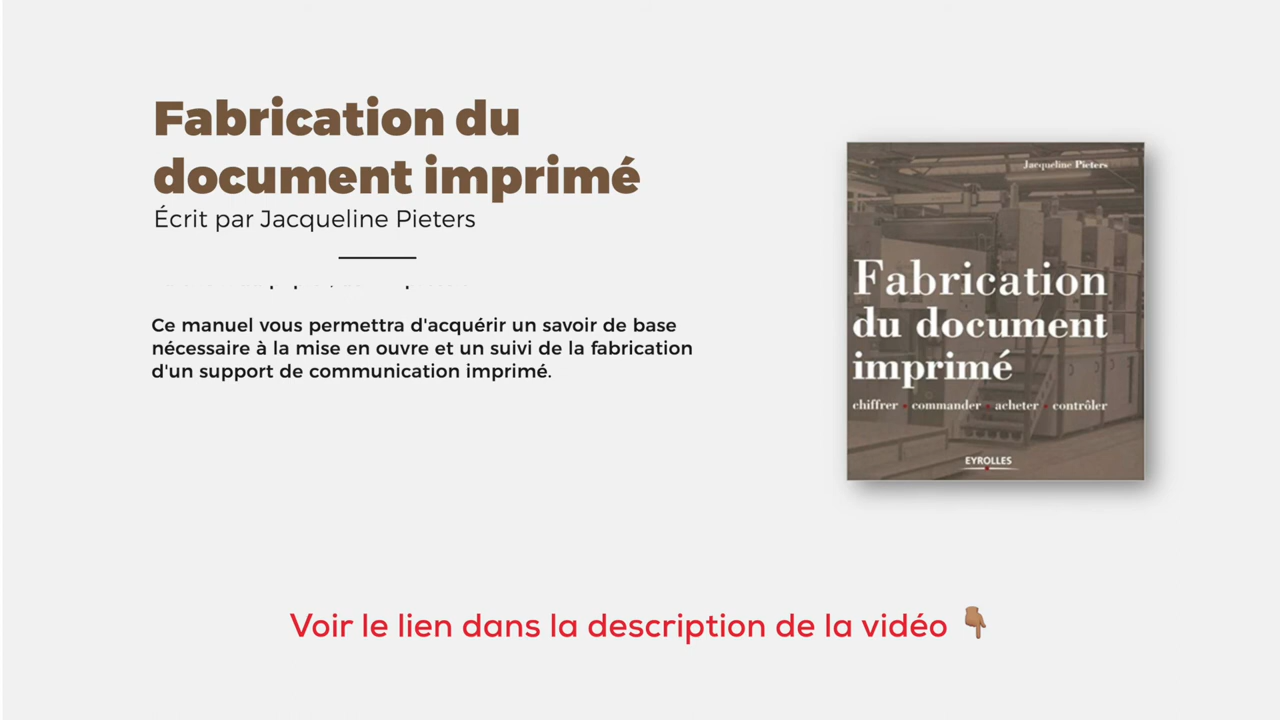 Fabrication du
document imprimé
Écrit par Jacqueline Pieters
Ce manuel vous permettra d'acquérir un savoir de base
nécessaire à la mise en ouvre et un suivi de la fabrication
d'un support de communication imprimé.
Jacqueline Pieters
Fabrication
du document
imprimé
chiffrer • commander • acheter • contrôler
EYROLLES
Voir le lien dans la description de la vidéo 👇🏽